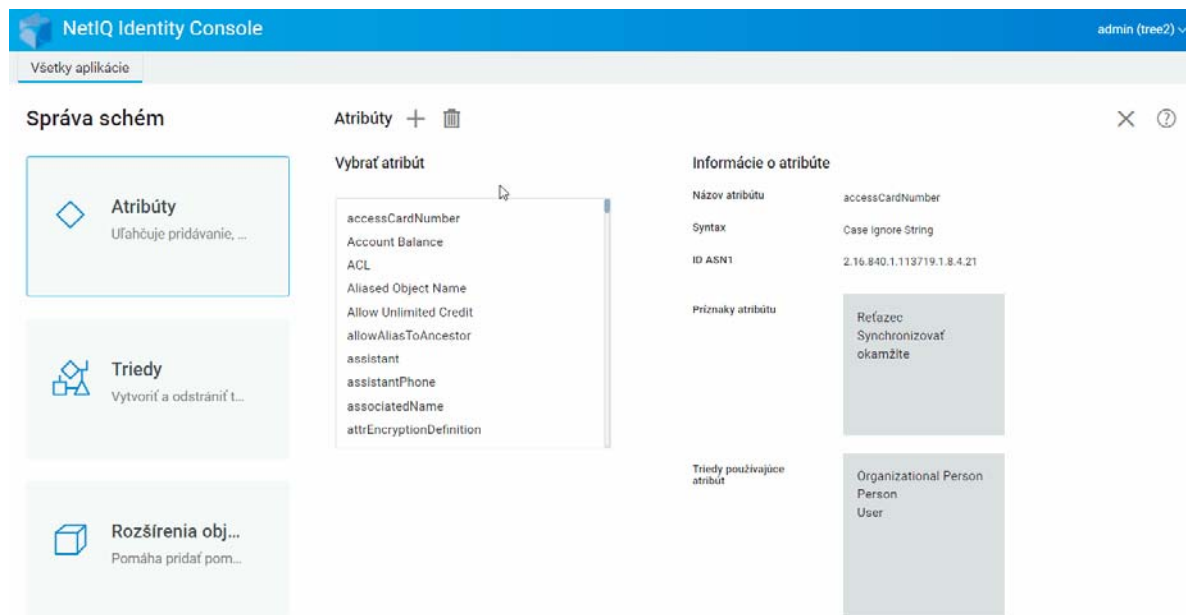 NetIQ Identity Console
admin (tree2)
Všetky aplikácie
Správa schém
Atribúty
Uľahčuje pridávanie, ...
Triedy
Vytvoriť a odstrániť t...
Rozšírenia obj...
Pomáha pridať pom...
Atribúty
Vybrať atribút
accessCardNumber
Account Balance
ACL
Aliased Object Name
Allow Unlimited Credit
allowAliasToAncestor
assistant
assistantPhone
associatedName
attrEncryptionDefinition
Informácie o atribúte
Názov atribútu
accessCardNumber
Syntax
Case Ignore String
ID ASN1
2.16.840.1.113719.1.8.4.21
Príznaky atribútu
Reťazec
Synchronizovať
okamžite
Triedy používajúce
atribút
Organizational Person
Person
User